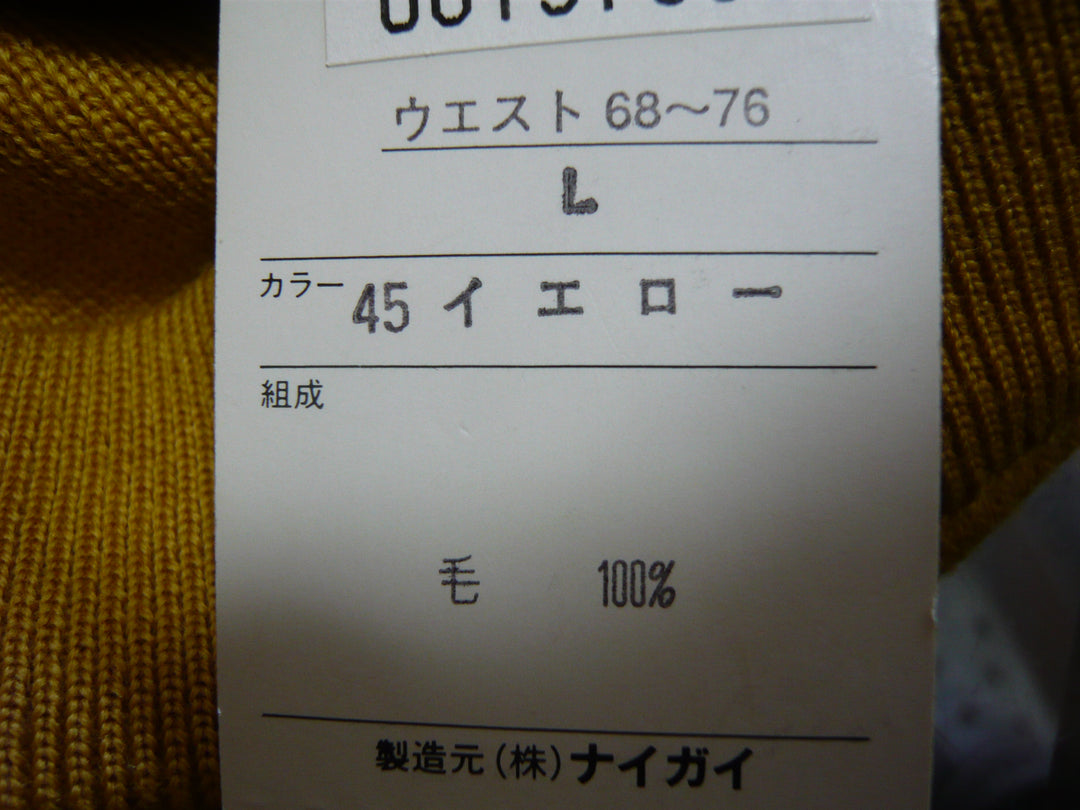 ウエスト 68〜76
L
カラー 45 イエロー
組成
毛 100%
製造元(株)ナイガイ